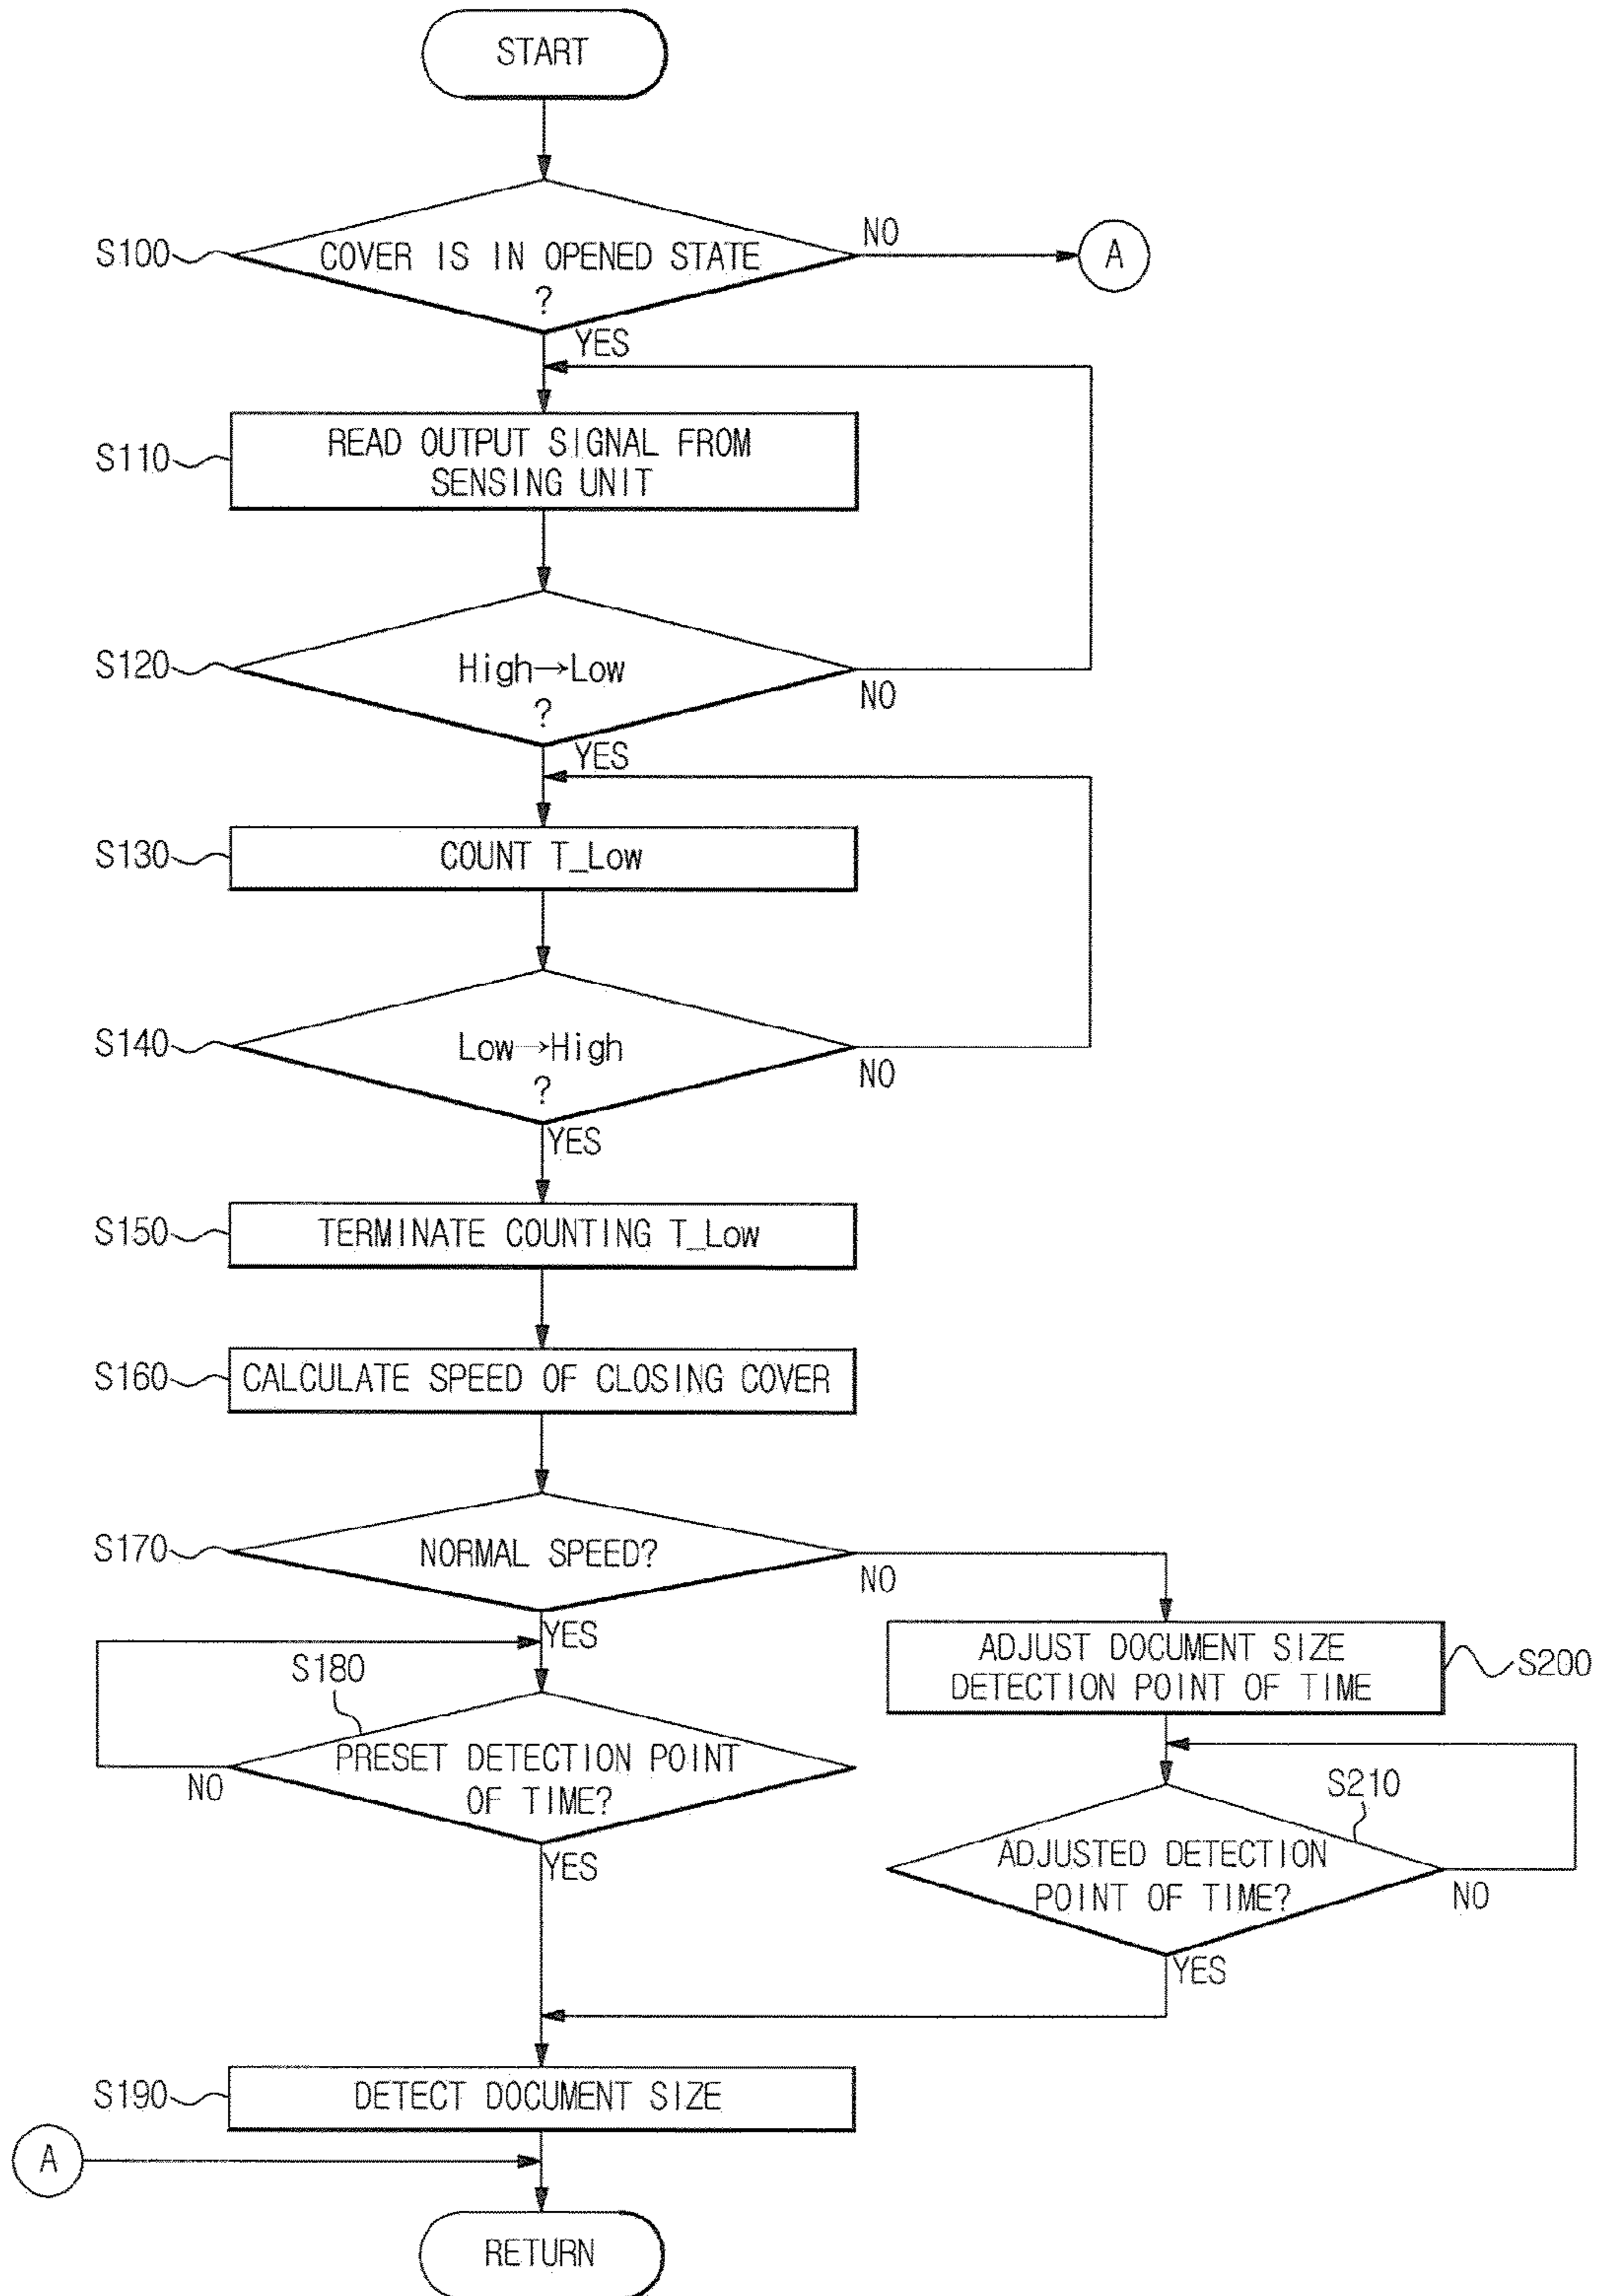 START
S100
COVER IS IN OPENED STATE
?
NO
A
YES
S110
READ OUTPUT SIGNAL FROM
SENSING UNIT
S120
High→Low
?
NO
YES
S130
COUNT T_Low
S140
Low→High
?
NO
YES
S150
TERMINATE COUNTING T_Low
S160
CALCULATE SPEED OF CLOSING COVER
S170
NORMAL SPEED?
NO
YES
S180
PRESET DETECTION POINT
OF TIME?
NO
YES
ADJUST DOCUMENT SIZE
DETECTION POINT OF TIME
S200
S210
ADJUSTED DETECTION
POINT OF TIME?
NO
YES
S190
DETECT DOCUMENT SIZE
A
RETURN